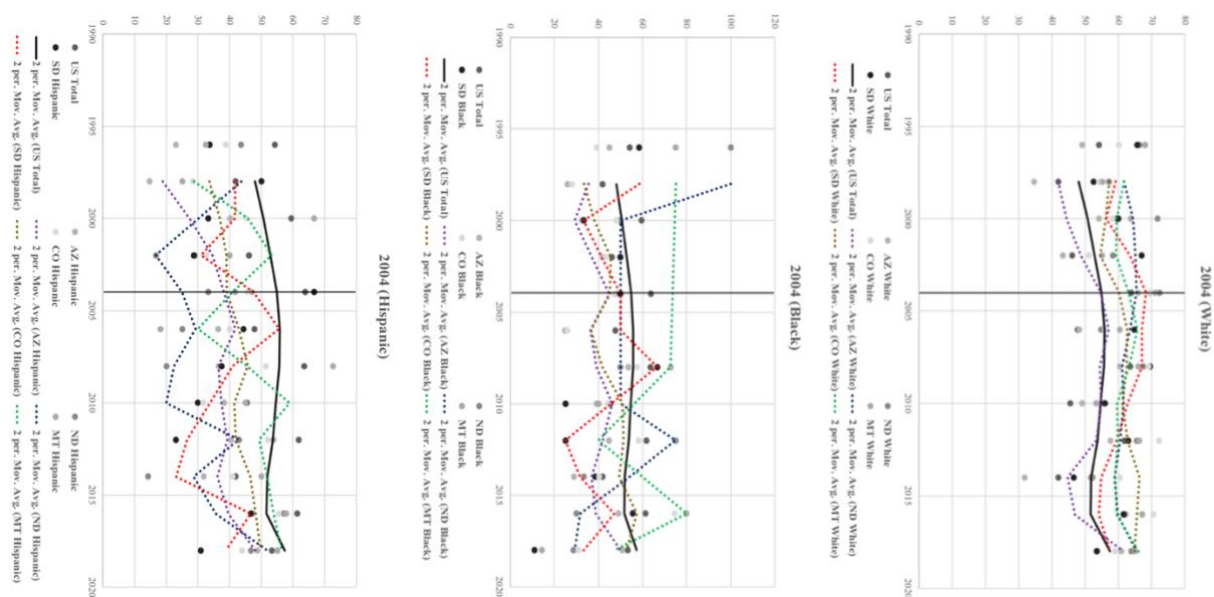 2004 (White)
80
70
60
50
40
30
20
10
0
1990 1995 2000 2005 2010 2015 2020
US Total AZ White ND White
SD White CO White MT White
2 per. Mov. Avg. (US Total) 2 per. Mov. Avg. (AZ White) 2 per. Mov. Avg. (ND White)
2 per. Mov. Avg. (SD White) 2 per. Mov. Avg. (CO White) 2 per. Mov. Avg. (MT White)
2004 (Black)
120
100
80
60
40
20
0
1990 1995 2000 2005 2010 2015 2020
US Total AZ Black ND Black
SD Black CO Black MT Black
2 per. Mov. Avg. (US Total) 2 per. Mov. Avg. (AZ Black) 2 per. Mov. Avg. (ND Black)
2 per. Mov. Avg. (SD Black) 2 per. Mov. Avg. (CO Black) 2 per. Mov. Avg. (MT Black)
2004 (Hispanic)
80
70
60
50
40
30
20
10
0
1990 1995 2000 2005 2010 2015 2020
US Total AZ Hispanic ND Hispanic
SD Hispanic CO Hispanic MT Hispanic
2 per. Mov. Avg. (US Total) 2 per. Mov. Avg. (AZ Hispanic) 2 per. Mov. Avg. (ND Hispanic)
2 per. Mov. Avg. (SD Hispanic) 2 per. Mov. Avg. (CO Hispanic) 2 per. Mov. Avg. (MT Hispanic)